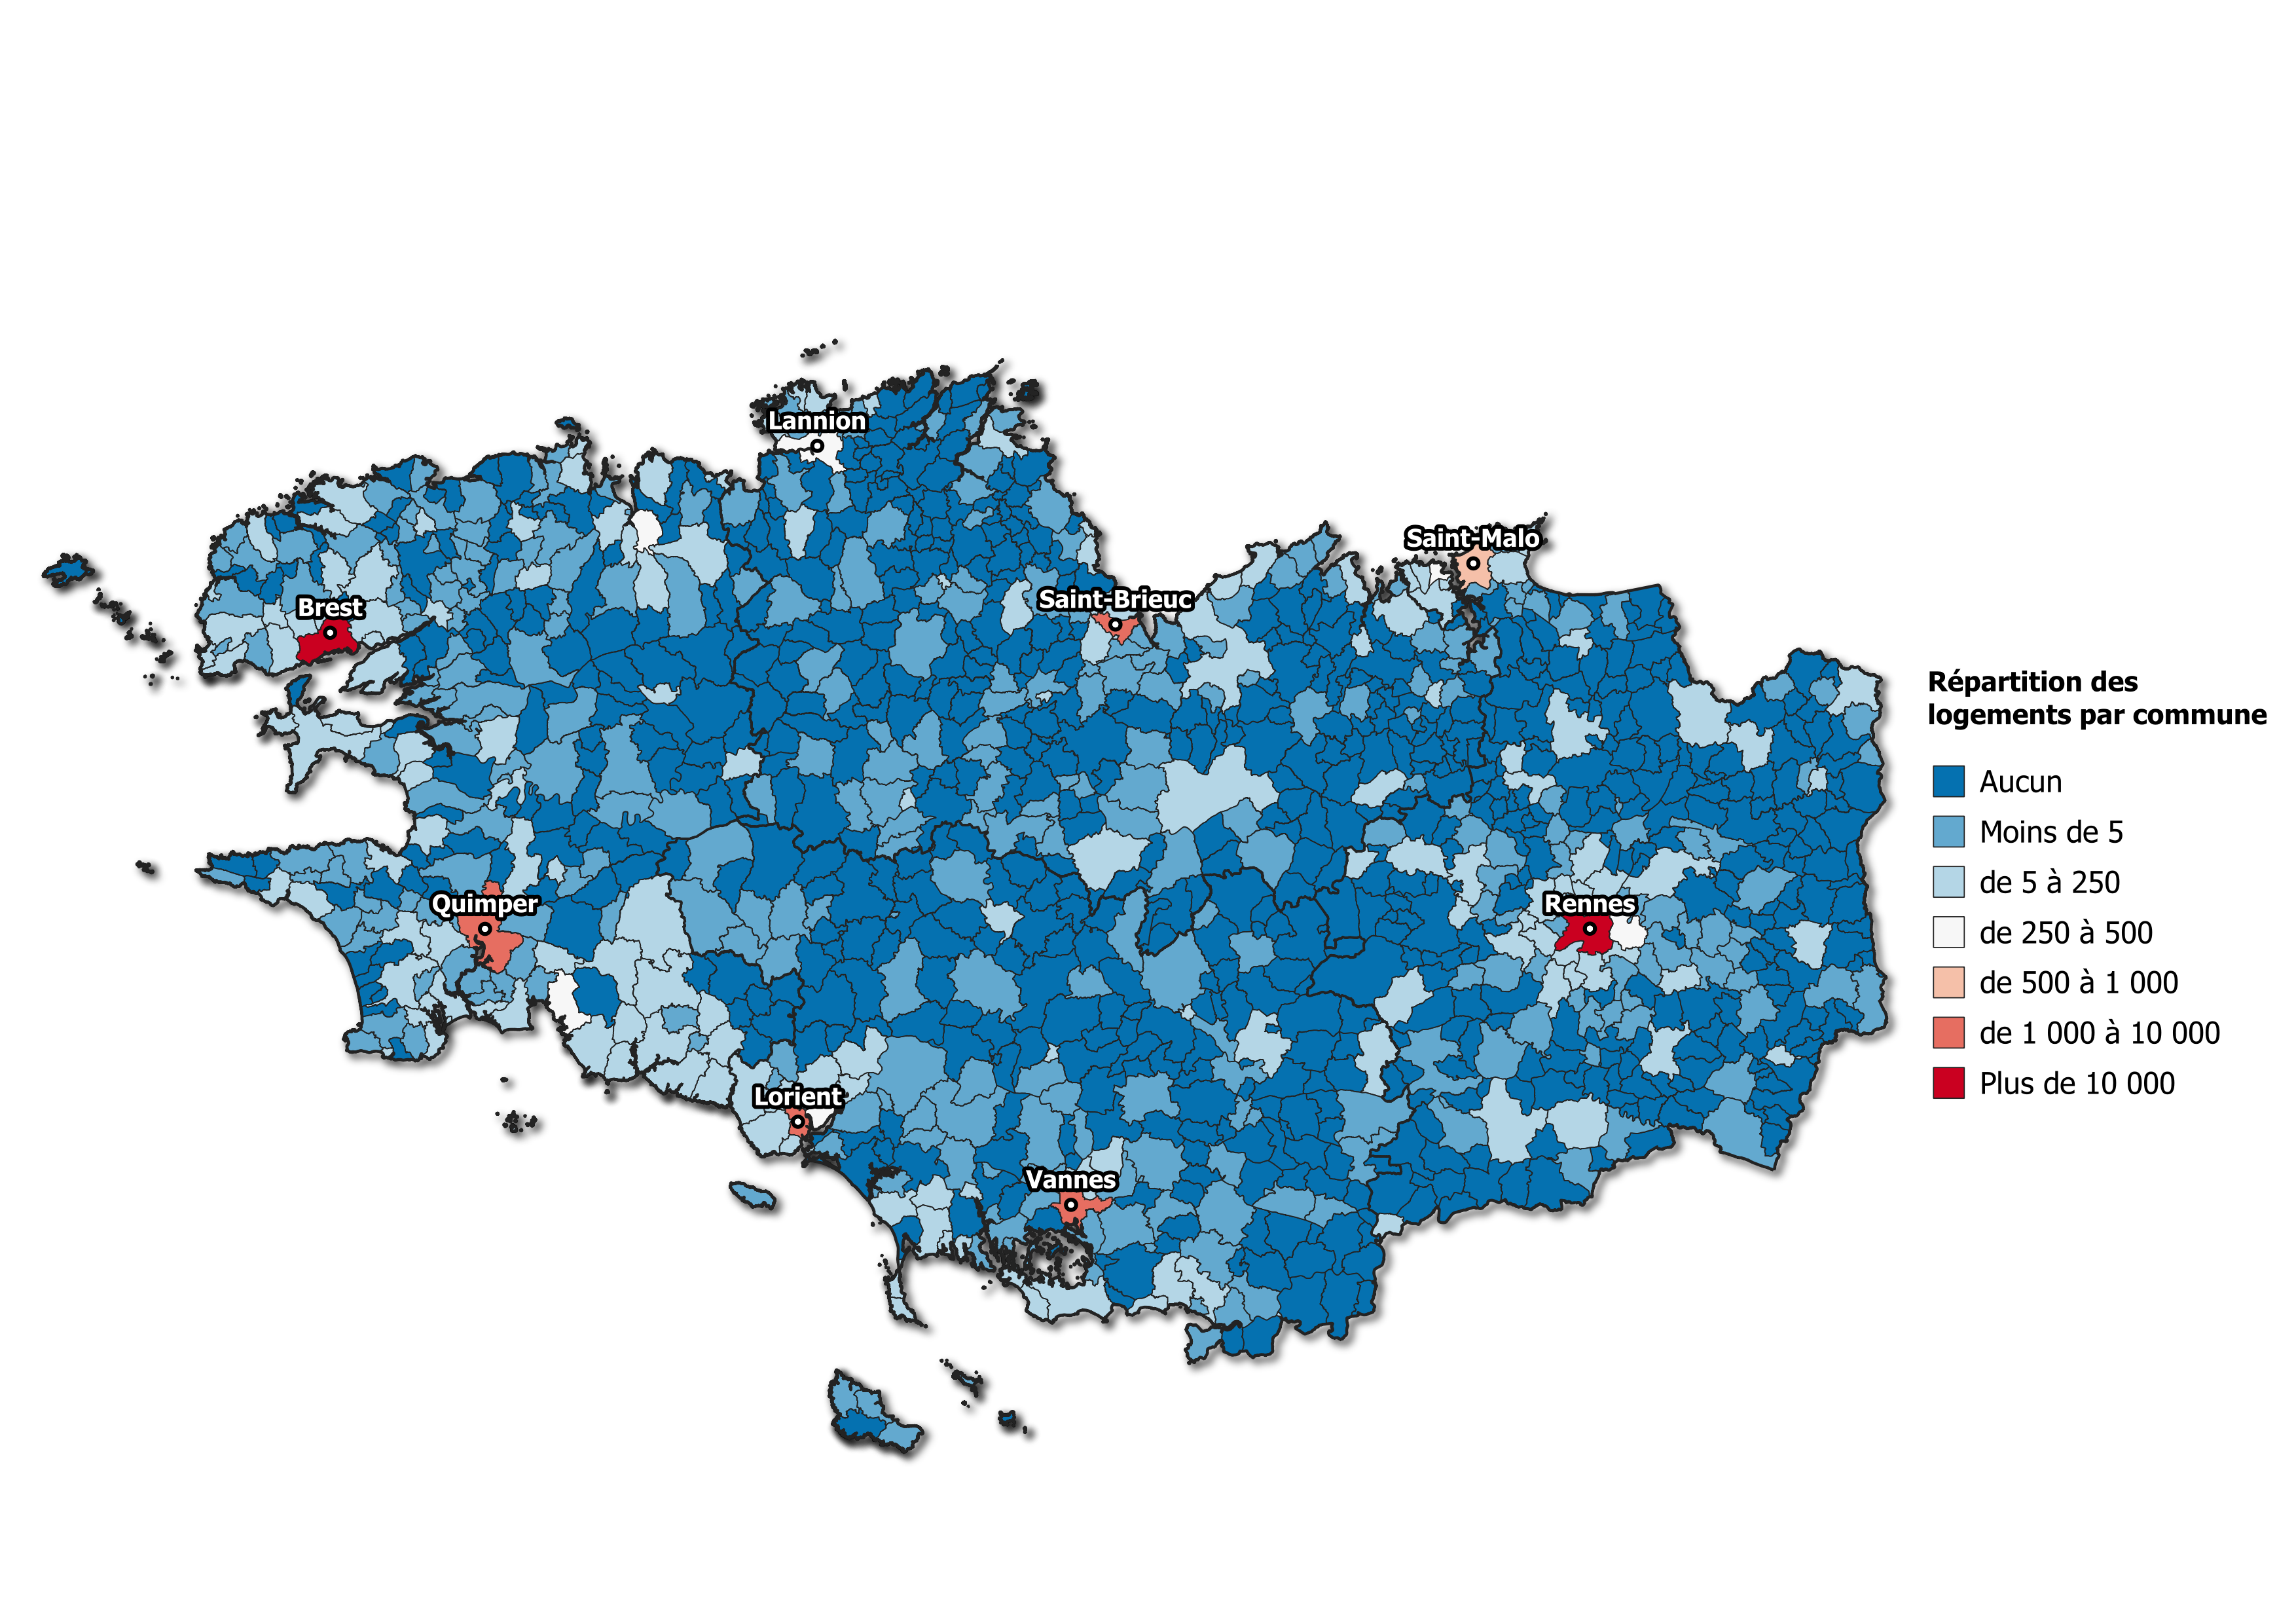 Lannion
Saint-Malo
Saint-Brieuc
Brest
Quimper
Rennes
Lorient
Vannes
Répartition des
logements par commune
Aucun
Moins de 5
de 5 à 250
de 250 à 500
de 500 à 1 000
de 1 000 à 10 000
Plus de 10 000